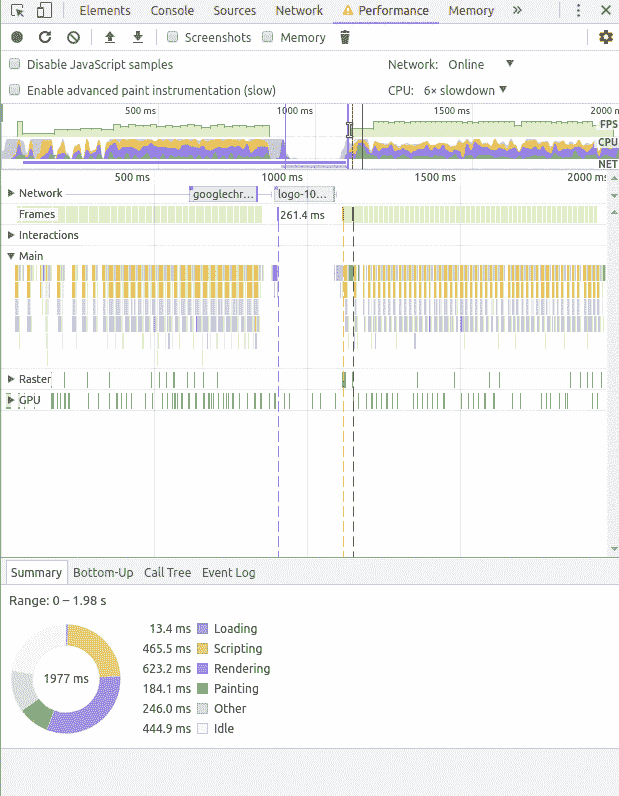 Elements Console Sources Network Performance Memory »
Screenshots Memory
Disable JavaScript samples Network: Online ▼
Enable advanced paint instrumentation (slow) CPU: 6× slowdown ▼
500 ms 1000 ms 1500 ms 2000 ms
FPS
CPU
NET
500 ms 1000 ms 1500 ms 2000 ms
▶ Network googlechr... logo-10...
Frames 261.4 ms
▶ Interactions
▼ Main
▶ Raster
▶ GPU
Summary Bottom-Up Call Tree Event Log
Range: 0 – 1.98 s
1977 ms
13.4 ms Loading
465.5 ms Scripting
623.2 ms Rendering
184.1 ms Painting
246.0 ms Other
444.9 ms Idle